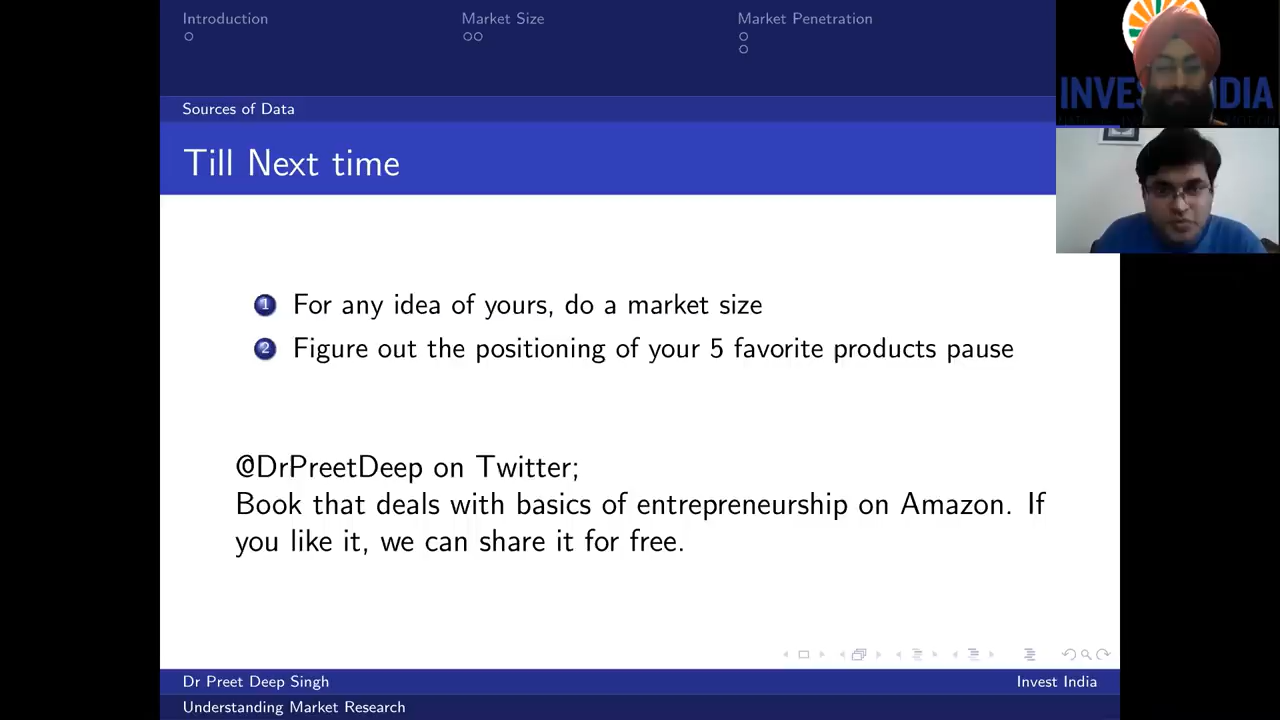 Introduction
Market Size
Market Penetration
INVEST INDIA
Sources of Data
Till Next time
1 For any idea of yours, do a market size
2 Figure out the positioning of your 5 favorite products pause
@DrPreetDeep on Twitter;
Book that deals with basics of entrepreneurship on Amazon. If
you like it, we can share it for free.
Dr Preet Deep Singh
Invest India
Understanding Market Research